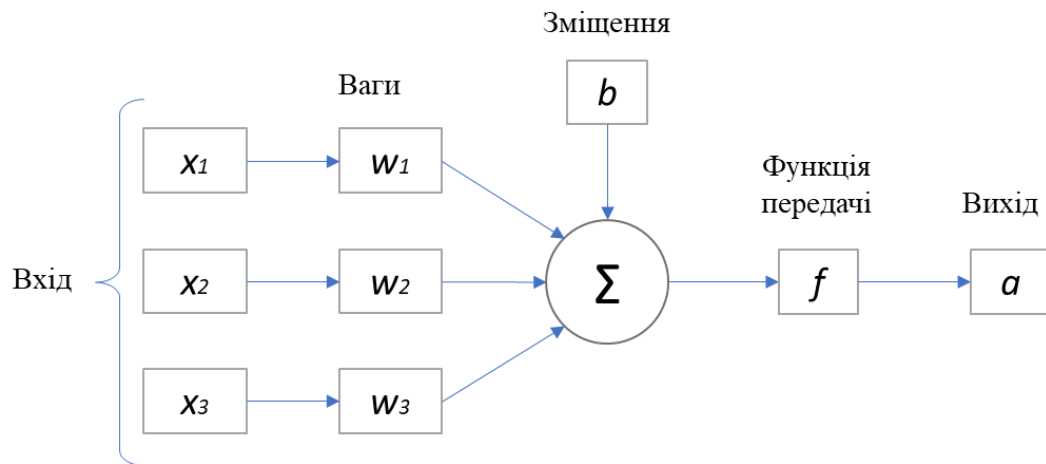 Зміщення
b
Ваги
x1
w1
Функція
передачі
Вихід
Вхід
x2
w2
Σ
f
a
x3
w3